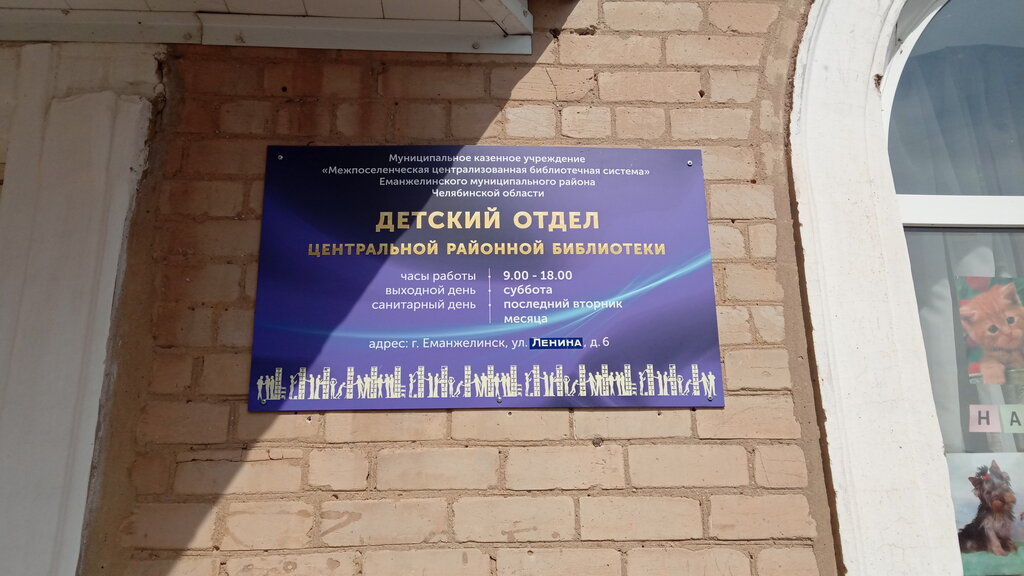 Муниципальное казенное учреждение
«Межпоселенческая централизованная библиотечная система»
Еманжелинского муниципального района
Челябинской области
ДЕТСКИЙ ОТДЕЛ
ЦЕНТРАЛЬНОЙ РАЙОННОЙ БИБЛИОТЕКИ
часы работы 9.00 - 18.00
выходной день суббота
санитарный день последний вторник
месяца
адрес: г. Еманжелинск, ул. Ленина, д. 6
Н А